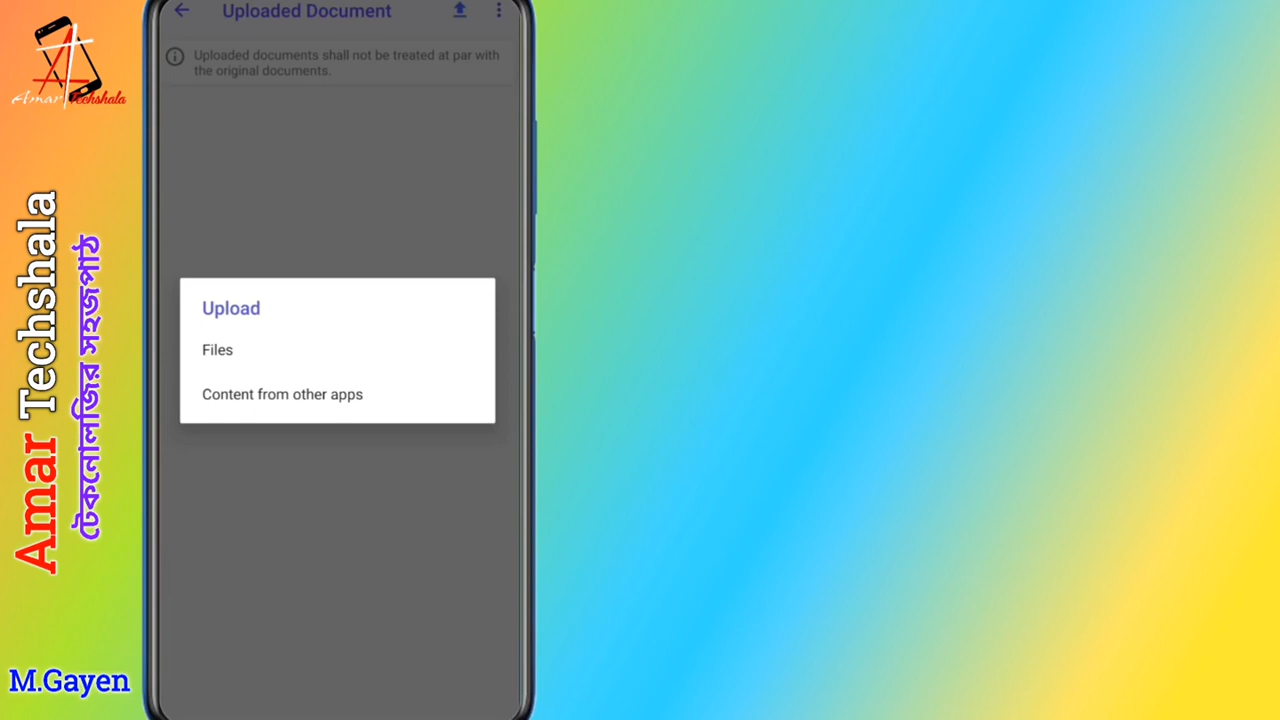 Uploaded Document
Uploaded documents shall not be treated at par with
the original documents.
Upload
Files
Content from other apps
Amar Techshala
Amar Techshala
টেকনোলজির সহজপাঠ
M.Gayen